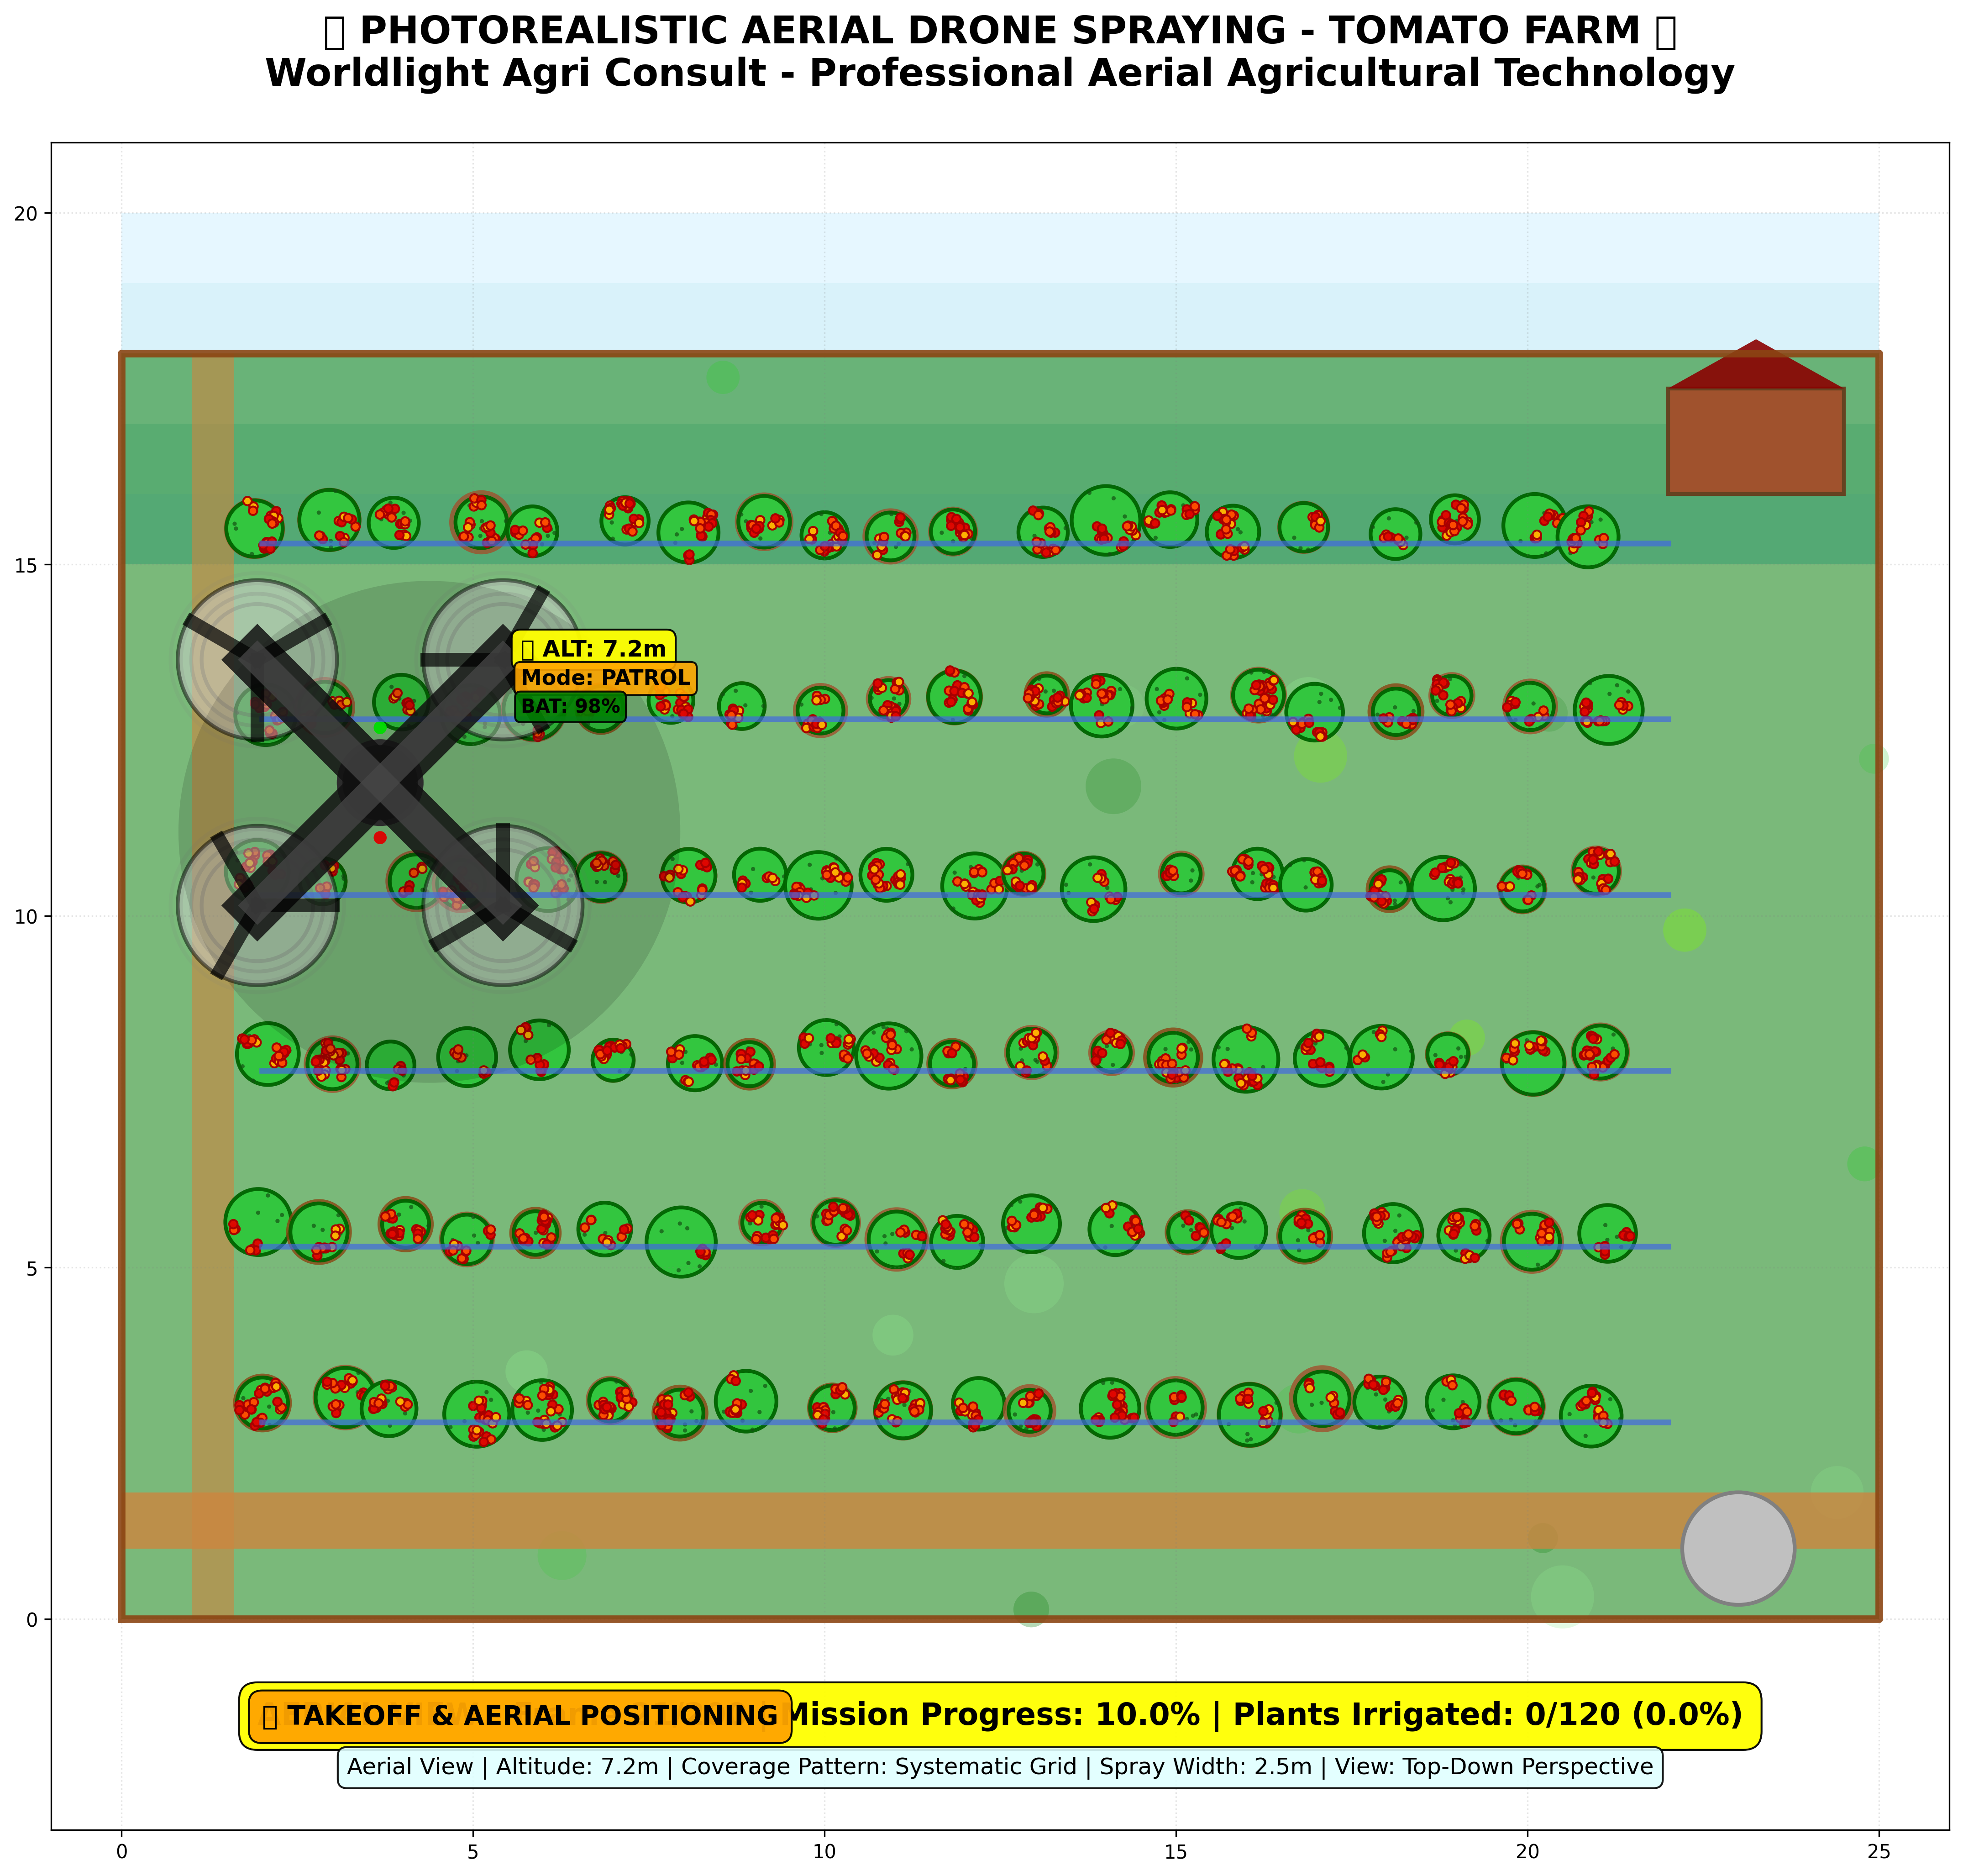 PHOTOREALISTIC AERIAL DRONE SPRAYING - TOMATO FARM
Worldlight Agri Consult - Professional Aerial Agricultural Technology
20
15
10
5
0
ALT: 7.2m
Mode: PATROL
BAT: 98%
TAKEOFF & AERIAL POSITIONING
Mission Progress: 10.0% | Plants Irrigated: 0/120 (0.0%)
Aerial View | Altitude: 7.2m | Coverage Pattern: Systematic Grid | Spray Width: 2.5m | View: Top-Down Perspective
0
5
10
15
20
25